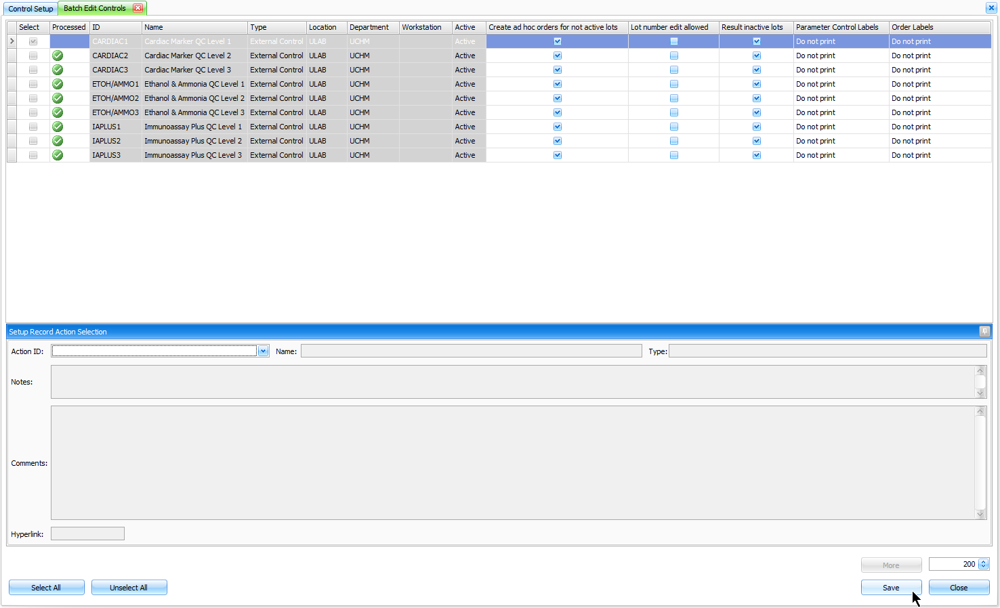 Control Setup Batch Edit Controls
Select Processed ID Name Type Location Department Workstation Active Create ad hoc orders for not active lots Lot number edit allowed Result inactive lots Parameter Control Labels Order Labels
CARDIAC1 Cardiac Marker QC Level 1 External Control ULAB UCHM Active Do not print Do not print
CARDIAC2 Cardiac Marker QC Level 2 External Control ULAB UCHM Active Do not print Do not print
CARDIAC3 Cardiac Marker QC Level 3 External Control ULAB UCHM Active Do not print Do not print
ETOH/AMMO1 Ethanol & Ammonia QC Level 1 External Control ULAB UCHM Active Do not print Do not print
ETOH/AMMO2 Ethanol & Ammonia QC Level 2 External Control ULAB UCHM Active Do not print Do not print
ETOH/AMMO3 Ethanol & Ammonia QC Level 3 External Control ULAB UCHM Active Do not print Do not print
IAPLUS1 Immunoassay Plus QC Level 1 External Control ULAB UCHM Active Do not print Do not print
IAPLUS2 Immunoassay Plus QC Level 2 External Control ULAB UCHM Active Do not print Do not print
IAPLUS3 Immunoassay Plus QC Level 3 External Control ULAB UCHM Active Do not print Do not print
Setup Record Action Selection
Action ID: Name: Type:
Notes:
Comments:
Hyperlink:
More 200
Select All Unselect All Save Close